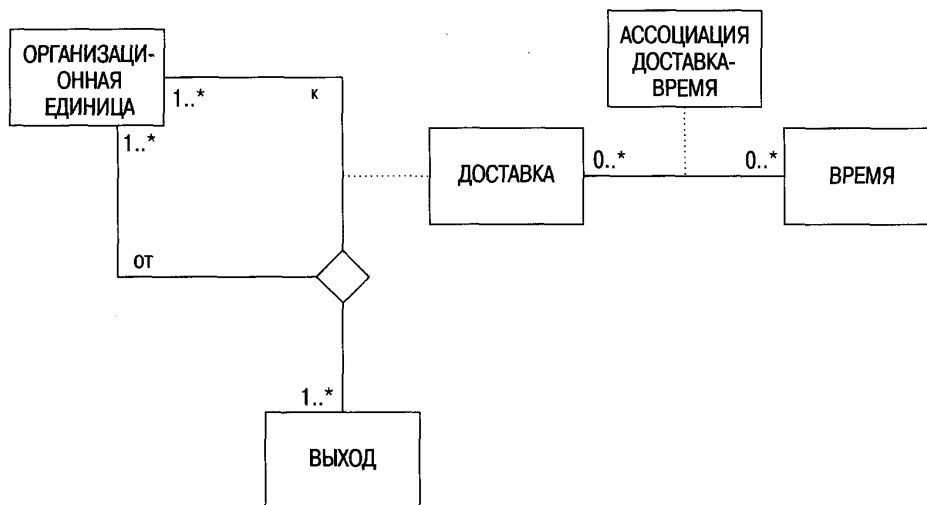 ОРГАНИЗАЦИ-
ОННАЯ
ЕДИНИЦА
АССОЦИАЦИЯ
ДОСТАВКА-
ВРЕМЯ
1..*
к
1..*
ДОСТАВКА
0..*
0..*
ВРЕМЯ
от
1..*
ВЫХОД